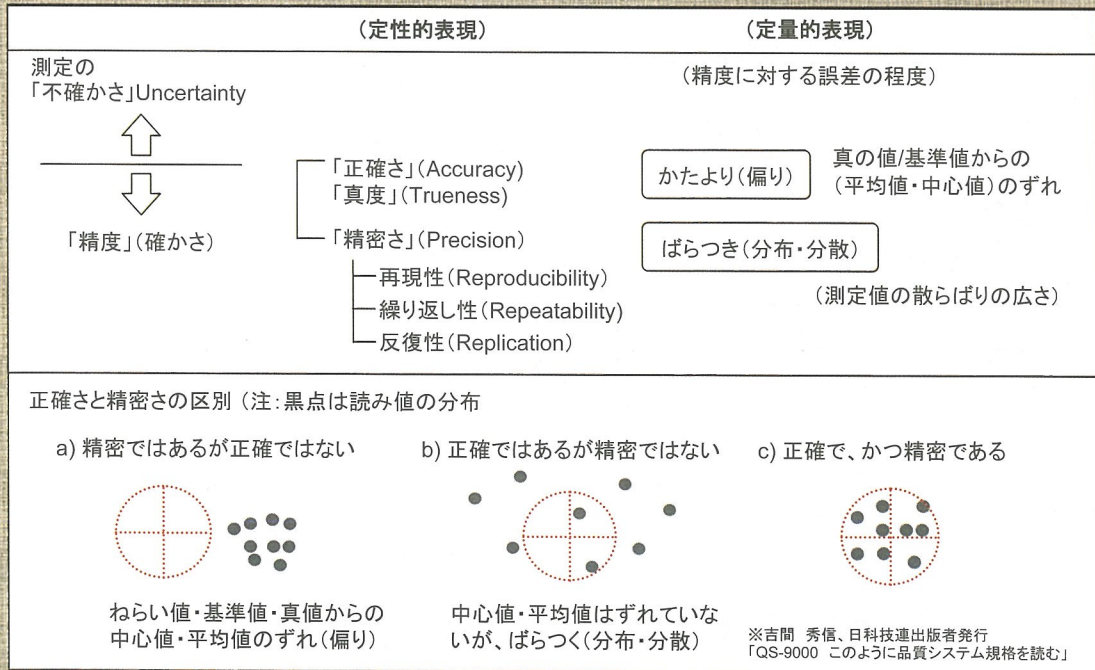 (定性的表現)
(定量的表現)
測定の
「不確かさ」Uncertainty
(精度に対する誤差の程度)
「精度」(確かさ)
「正確さ」(Accuracy)
「真度」(Trueness)
「精密さ」(Precision)
再現性(Reproducibility)
繰り返し性(Repeatability)
反復性(Replication)
かたより(偏り)
真の値/基準値からの
(平均値・中心値)のずれ
ばらつき(分布・分散)
(測定値の散らばりの広さ)
正確さと精密さの区別 (注:黒点は読み値の分布
a) 精密ではあるが正確ではない
b) 正確ではあるが精密ではない
c) 正確で、かつ精密である
ねらい値・基準値・真値からの
中心値・平均値のずれ(偏り)
中心値・平均値はずれていな
いが、ばらつく(分布・分散)
※吉間 秀信、日科技連出版者発行
「QS-9000 このように品質システム規格を読む」